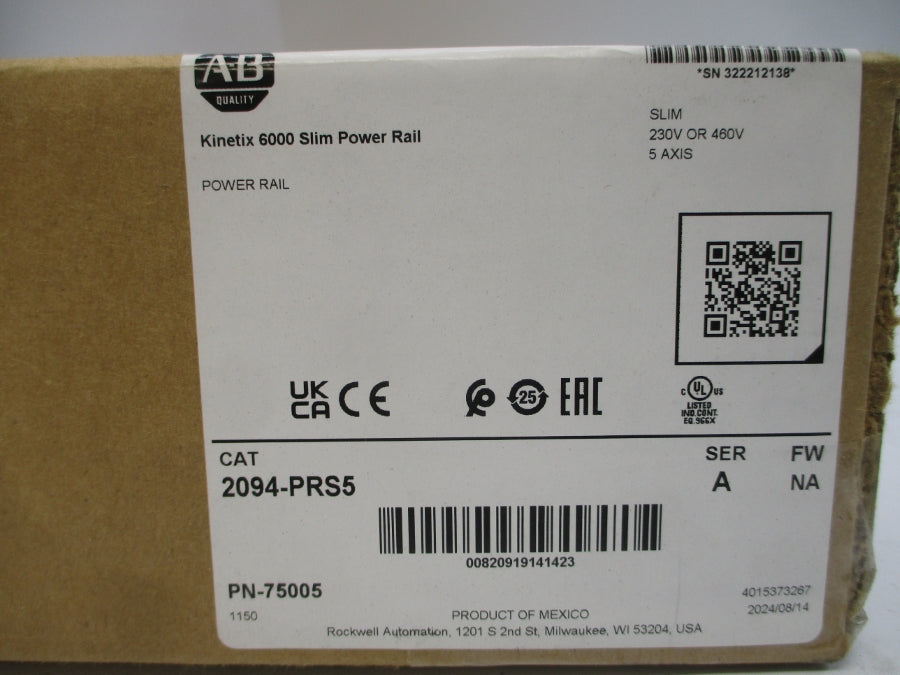 AB
QUALITY
*SN 322212138*
Kinetix 6000 Slim Power Rail
SLIM
230V OR 460V
5 AXIS
POWER RAIL
UK
CA CE 25 EAC
C UL US
LISTED
IND.CONT.
EQ.966X
CAT SER FW
2094-PRS5 A NA
00820919141423
PN-75005 4015373267
1150 PRODUCT OF MEXICO 2024/08/14
Rockwell Automation, 1201 S 2nd St, Milwaukee, WI 53204, USA